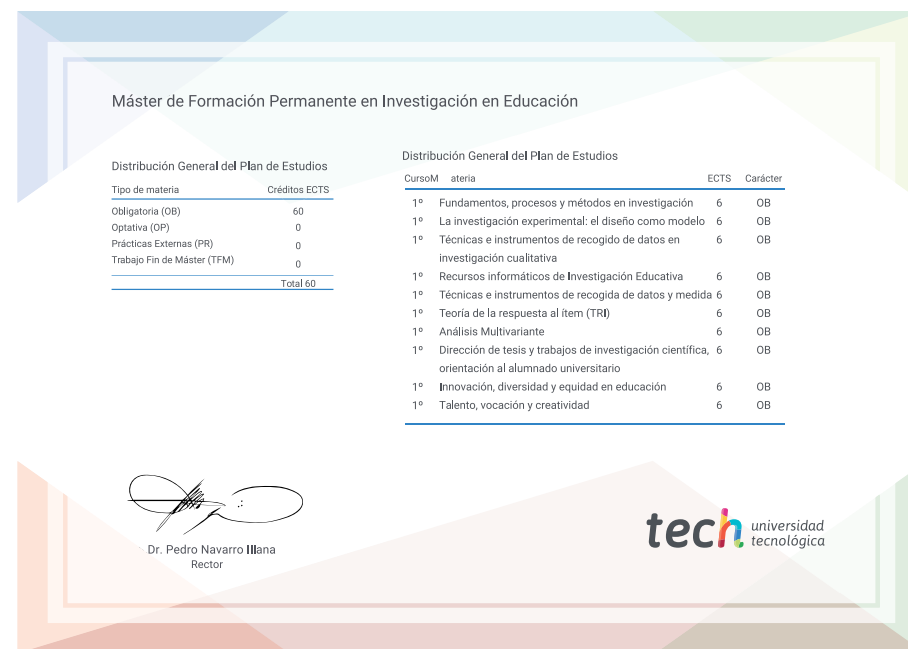 Máster de Formación Permanente en Investigación en Educación
Distribución General del Plan de Estudios
Tipo de materia Créditos ECTS
Obligatoria (OB) 60
Optativa (OP) 0
Prácticas Externas (PR) 0
Trabajo Fin de Máster (TFM) 0
Total 60
Distribución General del Plan de Estudios
CursoM ateria ECTS Carácter
1º Fundamentos, procesos y métodos en investigación 6 OB
1º La investigación experimental: el diseño como modelo 6 OB
1º Técnicas e instrumentos de recogido de datos en 6 OB
investigación cualitativa
1º Recursos informáticos de Investigación Educativa 6 OB
1º Técnicas e instrumentos de recogida de datos y medida 6 OB
1º Teoría de la respuesta al ítem (TRI) 6 OB
1º Análisis Multivariante 6 OB
1º Dirección de tesis y trabajos de investigación científica, 6 OB
orientación al alumnado universitario
1º Innovación, diversidad y equidad en educación 6 OB
1º Talento, vocación y creatividad 6 OB
Dr. Pedro Navarro Illana
Rector
tech universidad
tecnológica